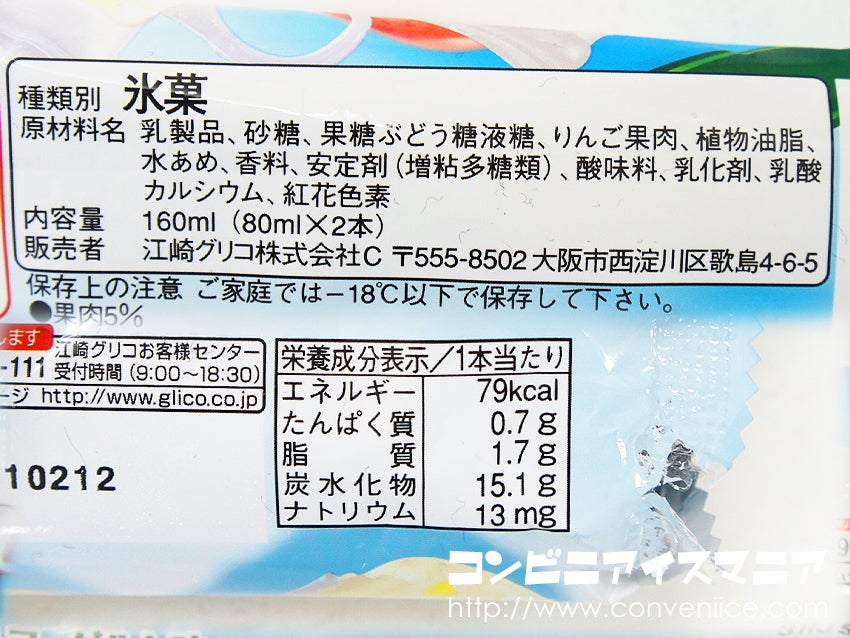 種類別 氷菓
原材料名 乳製品、砂糖、果糖ぶどう糖液糖、りんご果肉、植物油脂、
水あめ、香料、安定剤(増粘多糖類)、酸味料、乳化剤、乳酸
カルシウム、紅花色素
内容量 160ml(80ml×2本)
販売者 江崎グリコ株式会社C 〒555-8502 大阪市西淀川区歌島4-6-5
保存上の注意 ご家庭では-18℃以下で保存して下さい。
●果肉5%
します
-111
江崎グリコお客様センター
受付時間(9:00〜18:30)
ージ http://www.glico.co.jp
栄養成分表示/1本当たり
エネルギー 79kcal
たんぱく質 0.7g
脂質 1.7g
炭水化物 15.1g
ナトリウム 13mg
10212
コンビニアイスマニア
http://www.conveniice.com